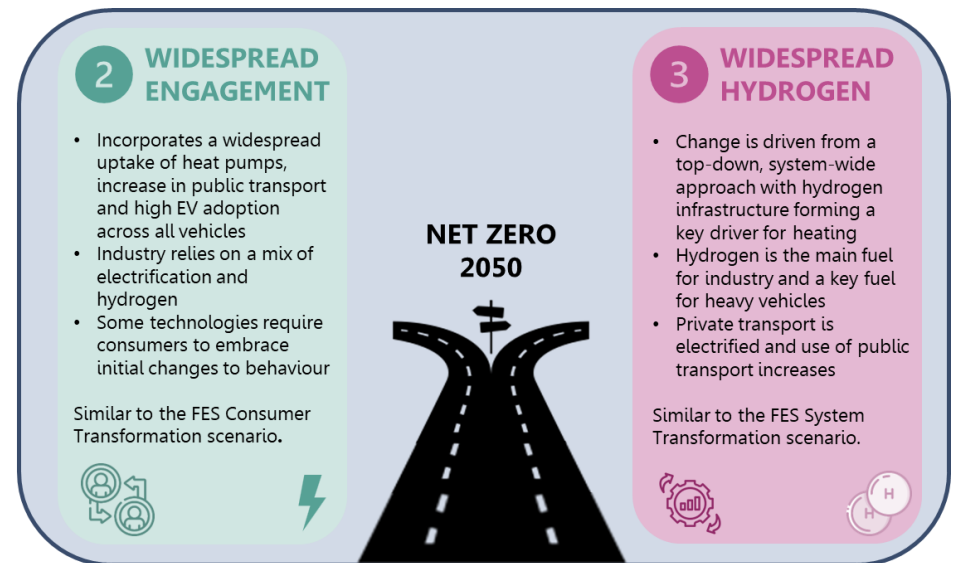 2
WIDESPREAD
ENGAGEMENT
• Incorporates a widespread
uptake of heat pumps,
increase in public transport
and high EV adoption
across all vehicles
• Industry relies on a mix of
electrification and
hydrogen
• Some technologies require
consumers to embrace
initial changes to behaviour
Similar to the FES Consumer
Transformation scenario.
NET ZERO
2050
3
WIDESPREAD
HYDROGEN
• Change is driven from a
top-down, system-wide
approach with hydrogen
infrastructure forming a
key driver for heating
• Hydrogen is the main fuel
for industry and a key fuel
for heavy vehicles
• Private transport is
electrified and use of public
transport increases
Similar to the FES System
Transformation scenario.
H
H